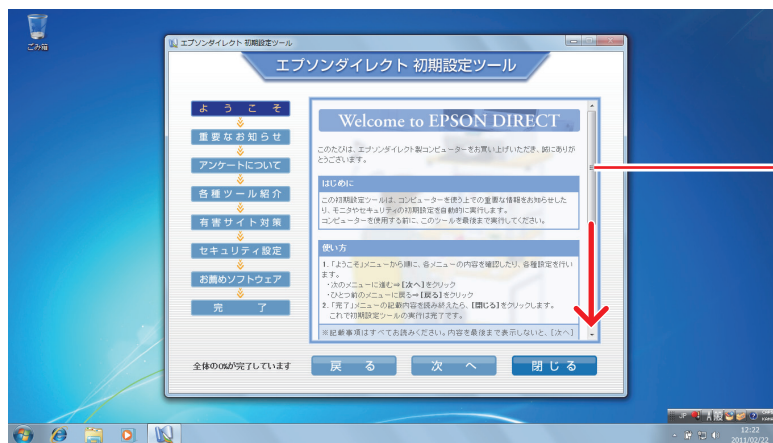 ごみ箱
エプソンダイレクト 初期設定ツール
エプソンダイレクト 初期設定ツール
ようこそ
重要なお知らせ
アンケートについて
各種ツール紹介
有害サイト対策
セキュリティ設定
お薦めソフトウェア
完了
Welcome to EPSON DIRECT
このたびは、エプソンダイレクト製コンピューターをお買い上げいただき、誠にありが
とうございます。
はじめに
この初期設定ツールは、コンピューターを使う上での重要な情報をお知らせした
り、モニタやセキュリティの初期設定を自動的に実行します。
コンピューターを使用する前に、このツールを最後まで実行してください。
使い方
1.「ようこそ」メニューから順に、各メニューの内容を確認したり、各種設定を行い
ます。
・次のメニューに進む⇒[次へ]をクリック
・ひとつ前のメニューに戻る⇒[戻る]をクリック
2.「完了」メニューの記載内容を読み終えたら、[閉じる]をクリックします。
これで初期設定ツールの実行は完了です。
※記載事項はすべてお読みください。内容を最後まで表示しないと、[次へ]
全体の0%が完了しています
戻る
次へ
閉じる
JP
般
12:22
2011/02/27